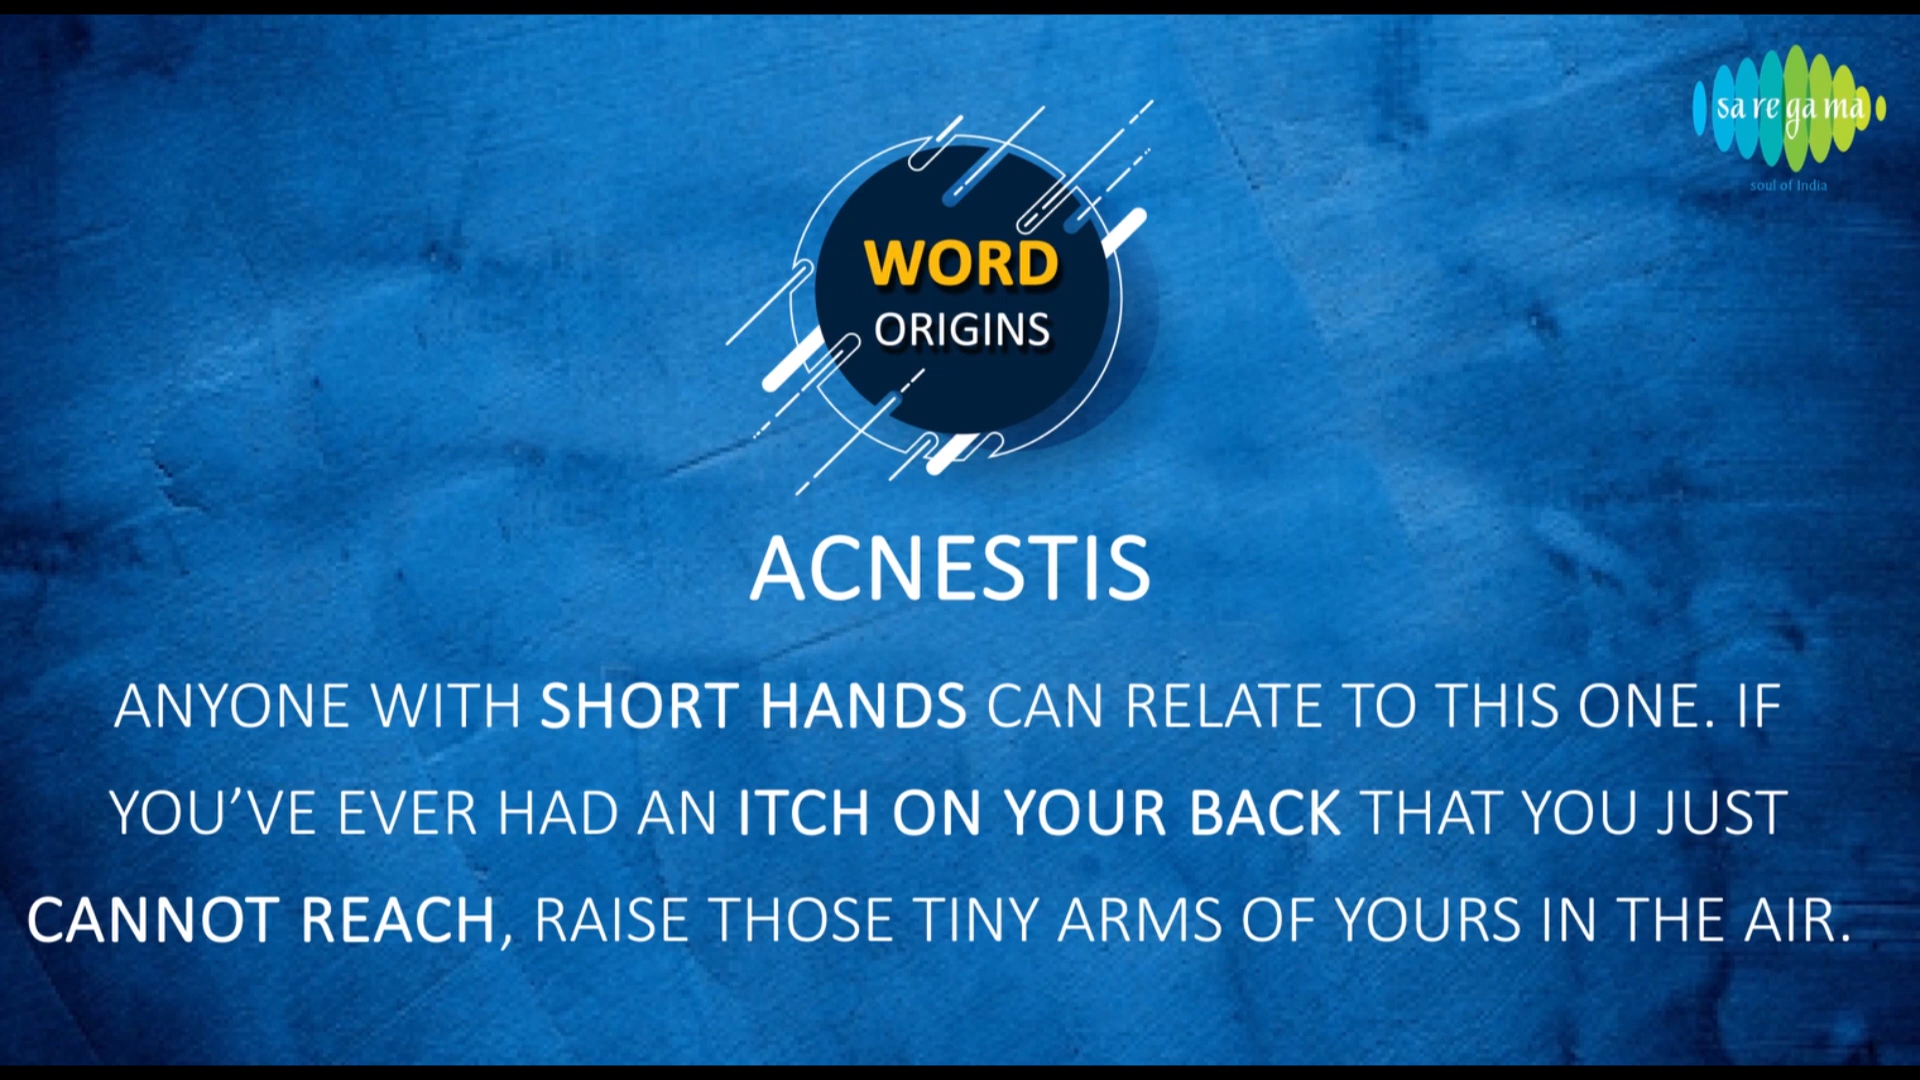 sa re ga ma
soul of India
WORD
ORIGINS
ACNESTIS
ANYONE WITH SHORT HANDS CAN RELATE TO THIS ONE. IF
YOU’VE EVER HAD AN ITCH ON YOUR BACK THAT YOU JUST
CANNOT REACH, RAISE THOSE TINY ARMS OF YOURS IN THE AIR.